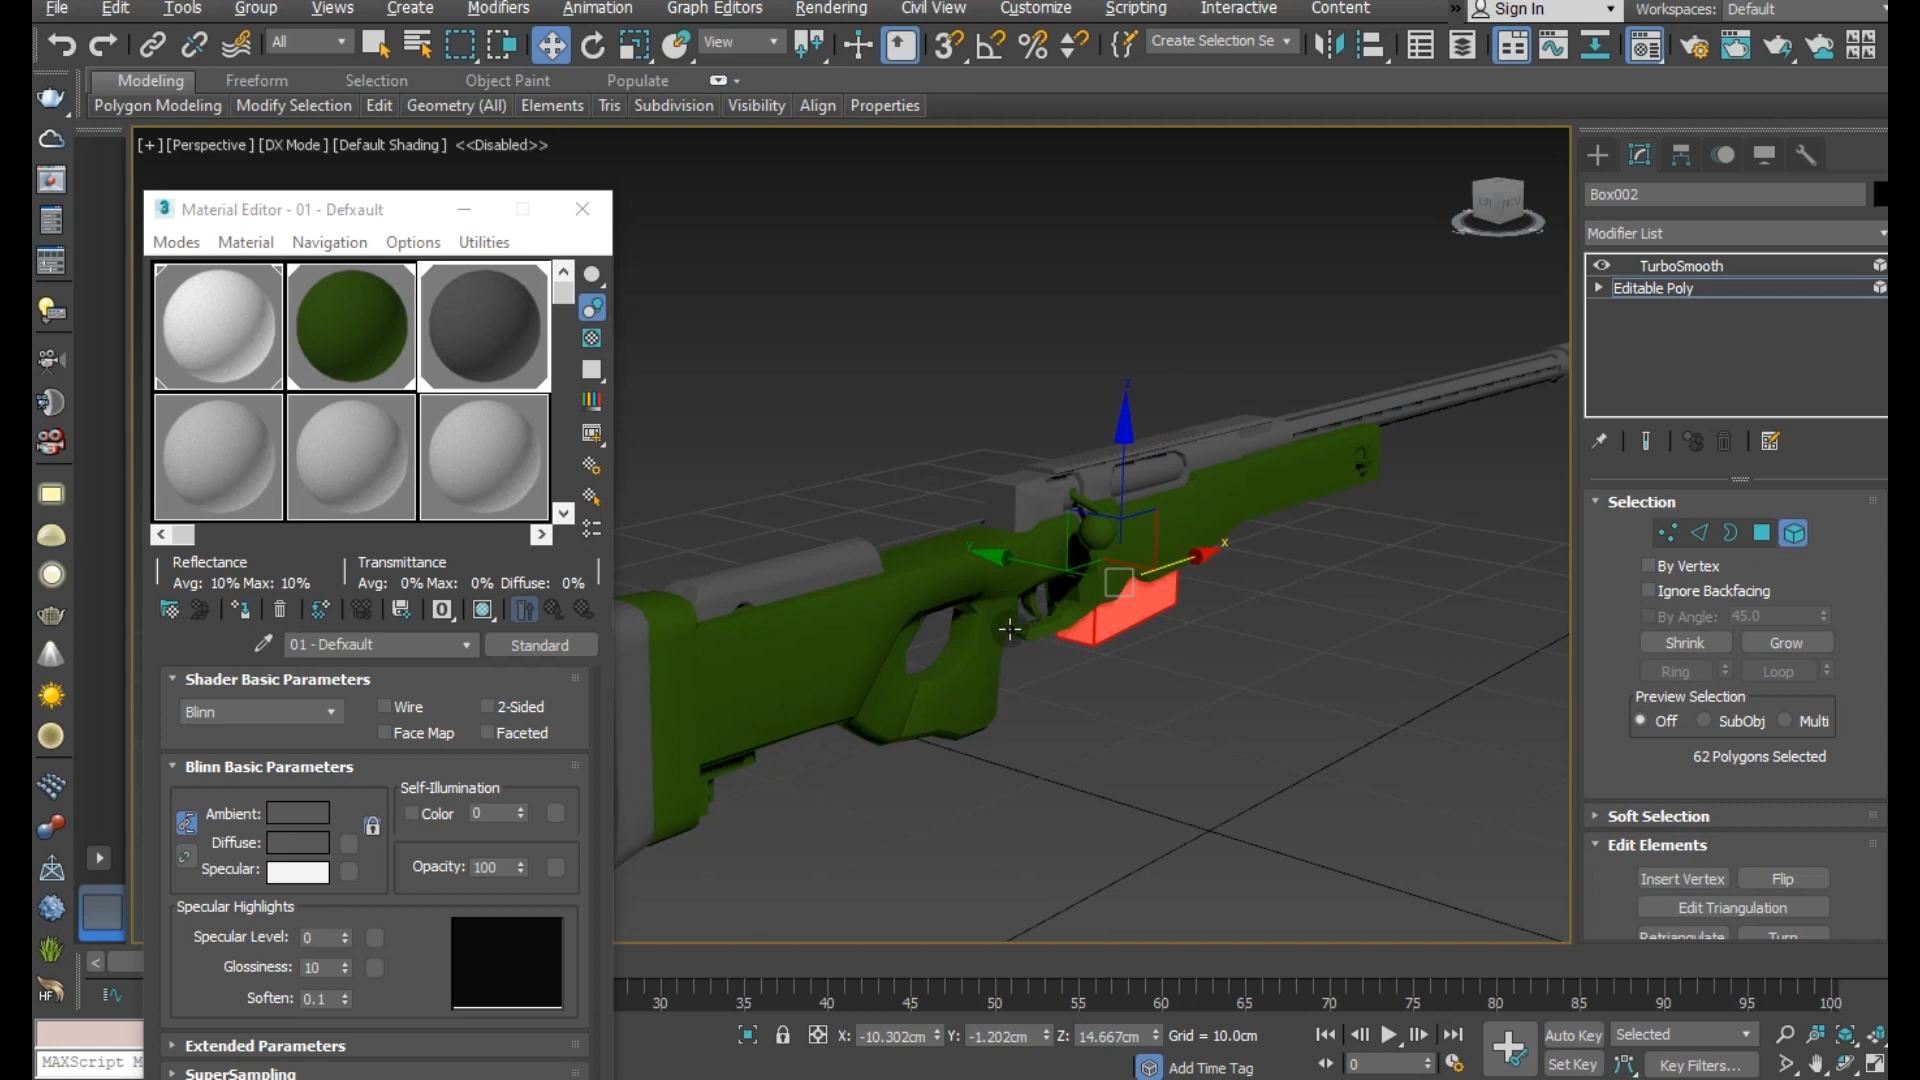 File Edit Tools Group Views Create Modifiers Animation Graph Editors Rendering Civil View Customize Scripting Interactive Content » Sign In Workspaces: Default
All View Create Selection Se
Modeling Freeform Selection Object Paint Populate
Polygon Modeling Modify Selection Edit Geometry (All) Elements Tris Subdivision Visibility Align Properties
[+][Perspective][DX Mode][Default Shading] <<Disabled>>
3 Material Editor - 01 - Defxault
Modes Material Navigation Options Utilities
Reflectance Transmittance
Avg: 10% Max: 10% Avg: 0% Max: 0% Diffuse: 0%
01 - Defxault Standard
Shader Basic Parameters
Blinn Wire 2-Sided
Face Map Faceted
Blinn Basic Parameters
Self-Illumination
Ambient: Color 0
Diffuse:
Specular: Opacity: 100
Specular Highlights
Specular Level: 0
Glossiness: 10
Soften: 0.1
Extended Parameters
SuperSampling
z
y
x
Box002
Modifier List
TurboSmooth
Editable Poly
Selection
By Vertex
Ignore Backfacing
By Angle: 45.0
Shrink Grow
Ring Loop
Preview Selection
Off SubObj Multi
62 Polygons Selected
Soft Selection
Edit Elements
Insert Vertex Flip
Edit Triangulation
Retriangulate Turn
HF
30 35 40 45 50 55 60 65 70 75 80 85 90 95 100
X: -10.302cm Y: -1.202cm Z: 14.667cm Grid = 10.0cm
Auto Key Selected
MAXScript M
Add Time Tag 0 Set Key Key Filters...